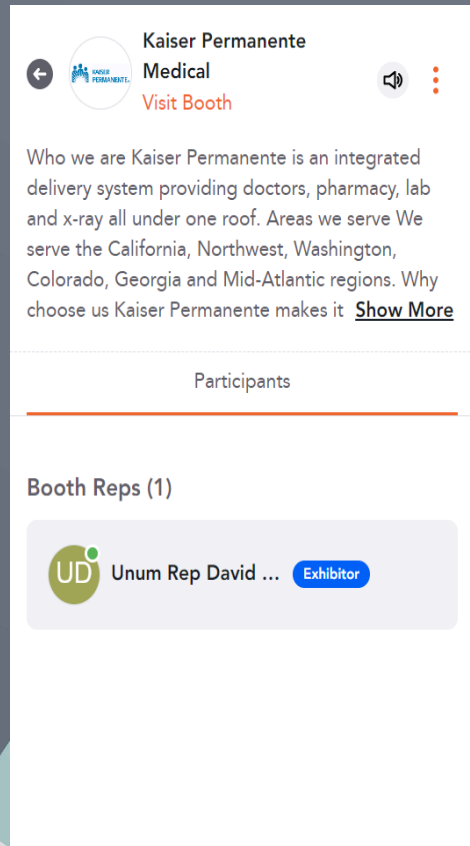 Kaiser Permanente
Medical
KAISER
PERMANENTE.
Visit Booth
Who we are Kaiser Permanente is an integrated
delivery system providing doctors, pharmacy, lab
and x-ray all under one roof. Areas we serve We
serve the California, Northwest, Washington,
Colorado, Georgia and Mid-Atlantic regions. Why
choose us Kaiser Permanente makes it Show More
Participants
Booth Reps (1)
UD Unum Rep David ... Exhibitor